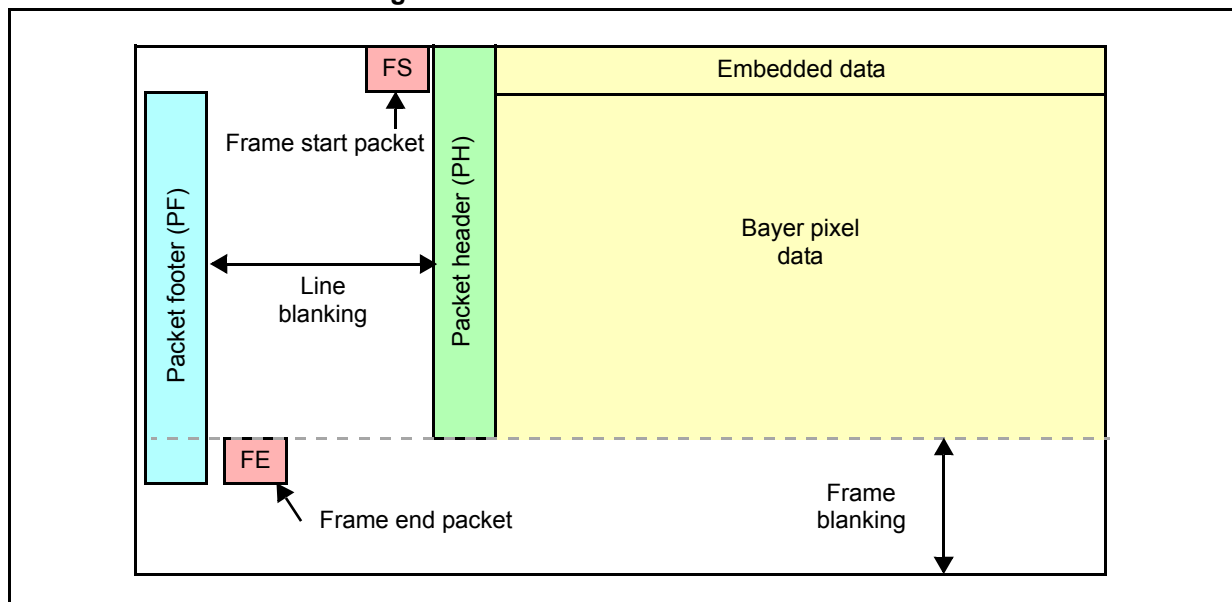 FS
Embedded data
Frame start packet
Packet footer (PF)
Packet header (PH)
Bayer pixel
data
Line
blanking
FE
Frame end packet
Frame
blanking